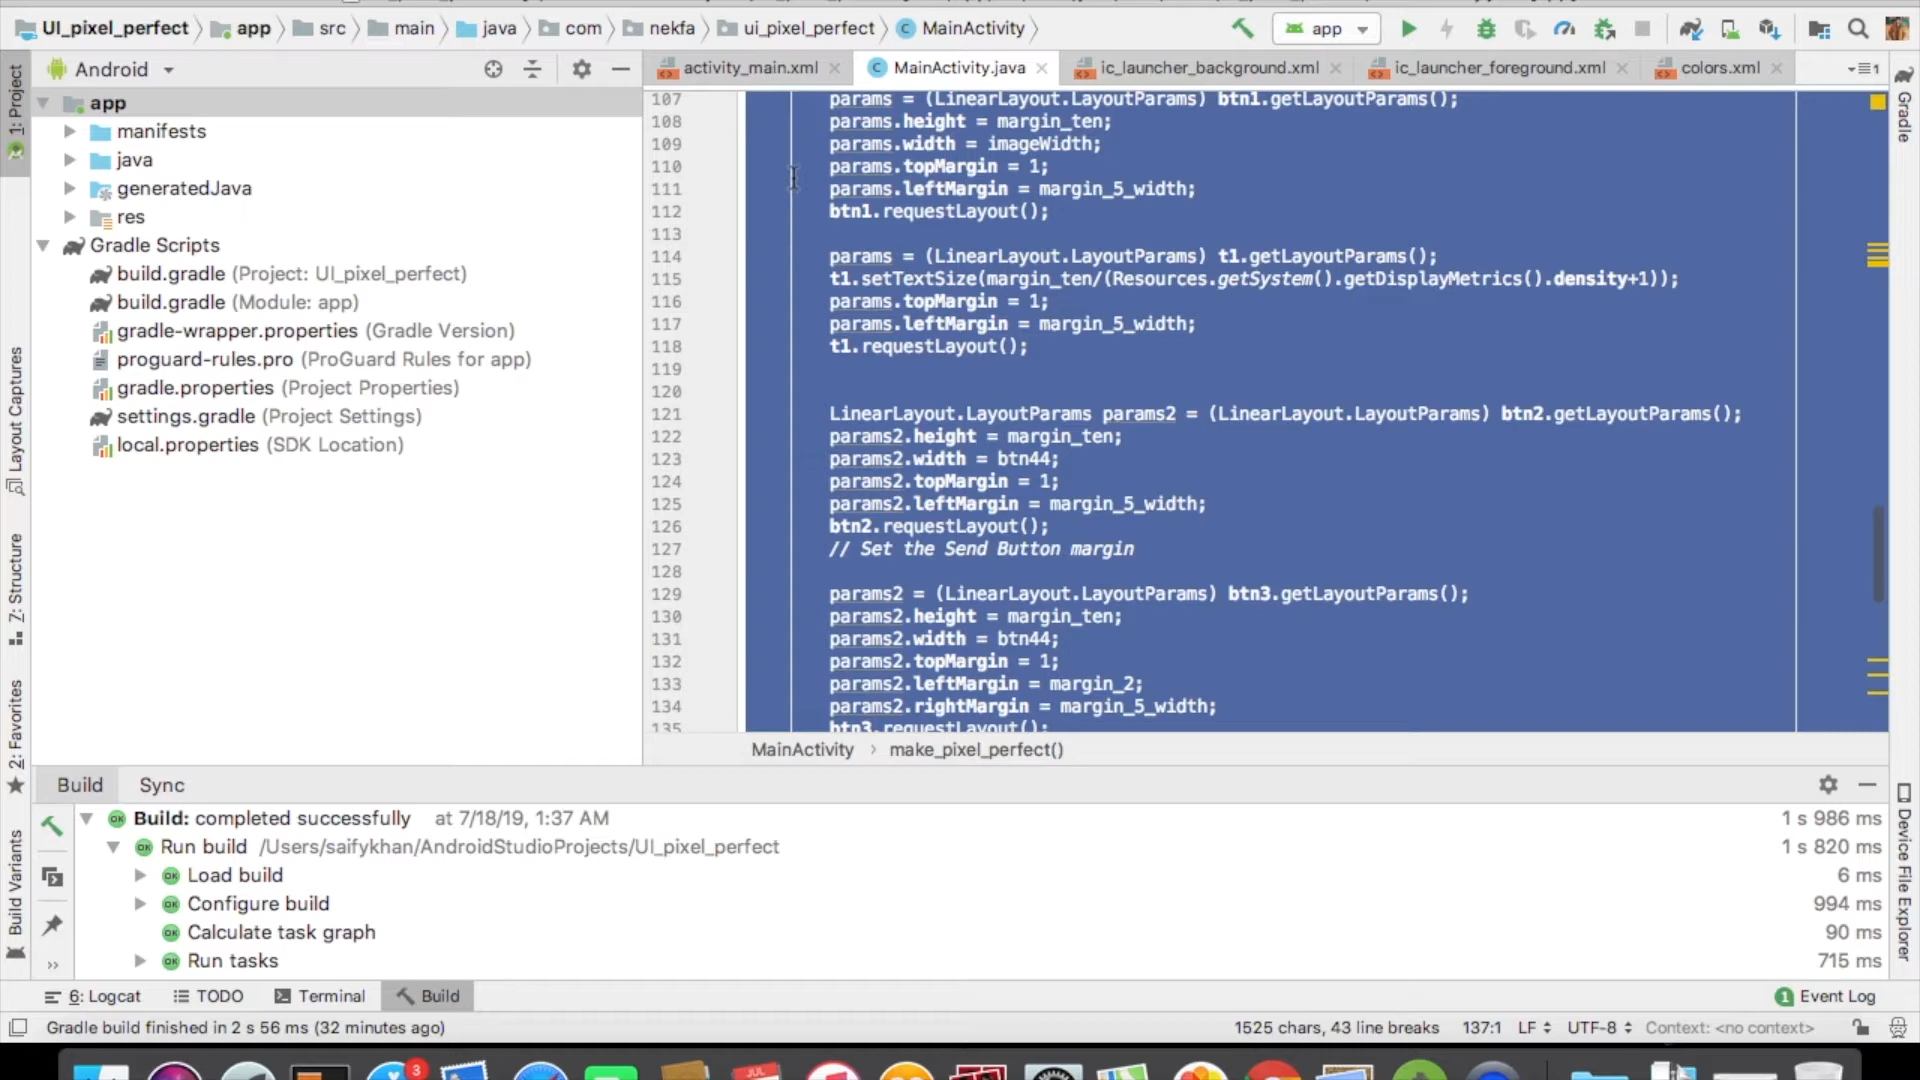 UI_pixel_perfect app src main java com nekfa ui_pixel_perfect MainActivity app
Android
activity_main.xml MainActivity.java ic_launcher_background.xml ic_launcher_foreground.xml colors.xml 1
1: Project
Layout Captures
7: Structure
2: Favorites
Build Variants
Gradle
Device File Explorer
app
manifests
java
generatedJava
res
Gradle Scripts
build.gradle (Project: UI_pixel_perfect)
build.gradle (Module: app)
gradle-wrapper.properties (Gradle Version)
proguard-rules.pro (ProGuard Rules for app)
gradle.properties (Project Properties)
settings.gradle (Project Settings)
local.properties (SDK Location)
107 params = (LinearLayout.LayoutParams) btn1.getLayoutParams();
108 params.height = margin_ten;
109 params.width = imageWidth;
110 params.topMargin = 1;
111 params.leftMargin = margin_5_width;
112 btn1.requestLayout();
113
114 params = (LinearLayout.LayoutParams) t1.getLayoutParams();
115 t1.setTextSize(margin_ten/(Resources.getSystem().getDisplayMetrics().density+1));
116 params.topMargin = 1;
117 params.leftMargin = margin_5_width;
118 t1.requestLayout();
119
120
121 LinearLayout.LayoutParams params2 = (LinearLayout.LayoutParams) btn2.getLayoutParams();
122 params2.height = margin_ten;
123 params2.width = btn44;
124 params2.topMargin = 1;
125 params2.leftMargin = margin_5_width;
126 btn2.requestLayout();
127 // Set the Send Button margin
128
129 params2 = (LinearLayout.LayoutParams) btn3.getLayoutParams();
130 params2.height = margin_ten;
131 params2.width = btn44;
132 params2.topMargin = 1;
133 params2.leftMargin = margin_2;
134 params2.rightMargin = margin_5_width;
135 btn3.requestLayout();
MainActivity › make_pixel_perfect()
Build Sync
Build: completed successfully at 7/18/19, 1:37 AM 1 s 986 ms
Run build /Users/saifykhan/AndroidStudioProjects/UI_pixel_perfect 1 s 820 ms
Load build 6 ms
Configure build 994 ms
Calculate task graph 90 ms
Run tasks 715 ms
6: Logcat TODO Terminal Build 1 Event Log
Gradle build finished in 2 s 56 ms (32 minutes ago) 1525 chars, 43 line breaks 137:1 LF UTF-8 Context: <no context>
3
JUL